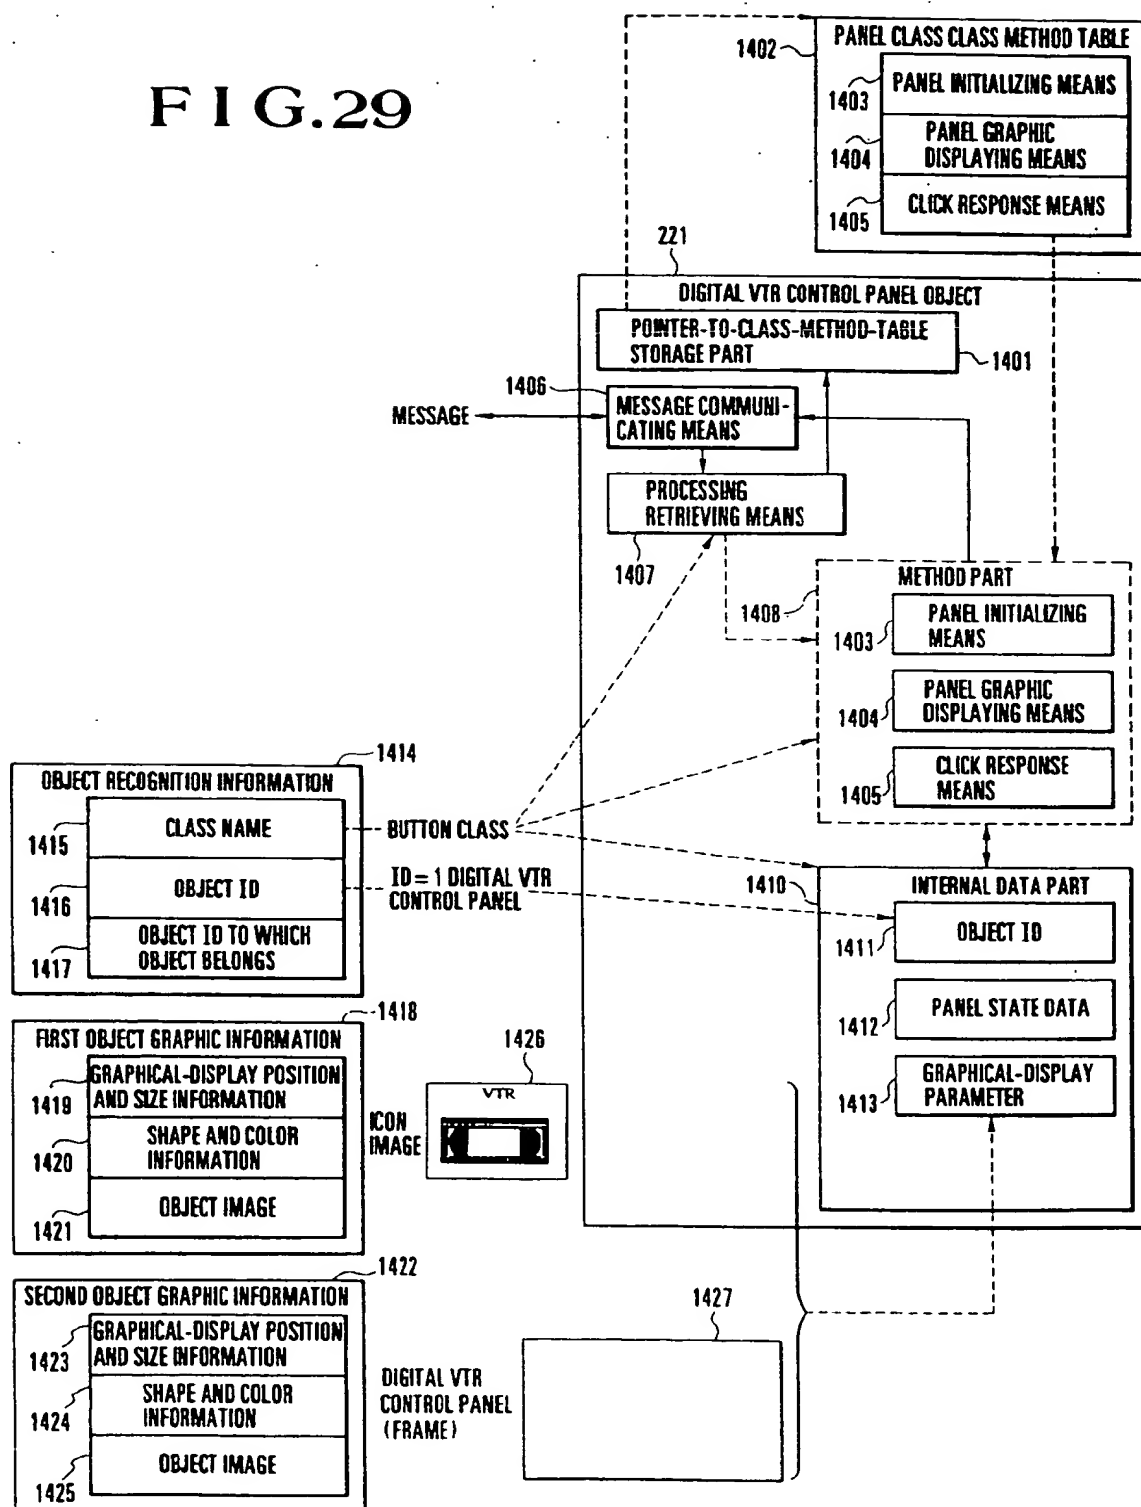 FIG.29
PANEL CLASS CLASS METHOD TABLE
1402
PANEL INITIALIZING MEANS
1403
PANEL GRAPHIC
DISPLAYING MEANS
1404
CLICK RESPONSE MEANS
1405
221
DIGITAL VTR CONTROL PANEL OBJECT
POINTER-TO-CLASS-METHOD-TABLE
STORAGE PART
1401
1406
MESSAGE
MESSAGE COMMUNI-
CATING MEANS
PROCESSING
RETRIEVING MEANS
1407
METHOD PART
1408
PANEL INITIALIZING
MEANS
1403
PANEL GRAPHIC
DISPLAYING MEANS
1404
CLICK RESPONSE
MEANS
1405
1414
OBJECT RECOGNITION INFORMATION
CLASS NAME
1415
BUTTON CLASS
OBJECT ID
1416
ID=1 DIGITAL VTR
CONTROL PANEL
OBJECT ID TO WHICH
OBJECT BELONGS
1417
1410
INTERNAL DATA PART
OBJECT ID
1411
PANEL STATE DATA
1412
GRAPHICAL-DISPLAY
PARAMETER
1413
1418
FIRST OBJECT GRAPHIC INFORMATION
GRAPHICAL-DISPLAY POSITION
AND SIZE INFORMATION
1419
SHAPE AND COLOR
INFORMATION
1420
OBJECT IMAGE
1421
ICON
IMAGE
1426
VTR
1422
SECOND OBJECT GRAPHIC INFORMATION
GRAPHICAL-DISPLAY POSITION
AND SIZE INFORMATION
1423
SHAPE AND COLOR
INFORMATION
1424
OBJECT IMAGE
1425
DIGITAL VTR
CONTROL PANEL
(FRAME)
1427